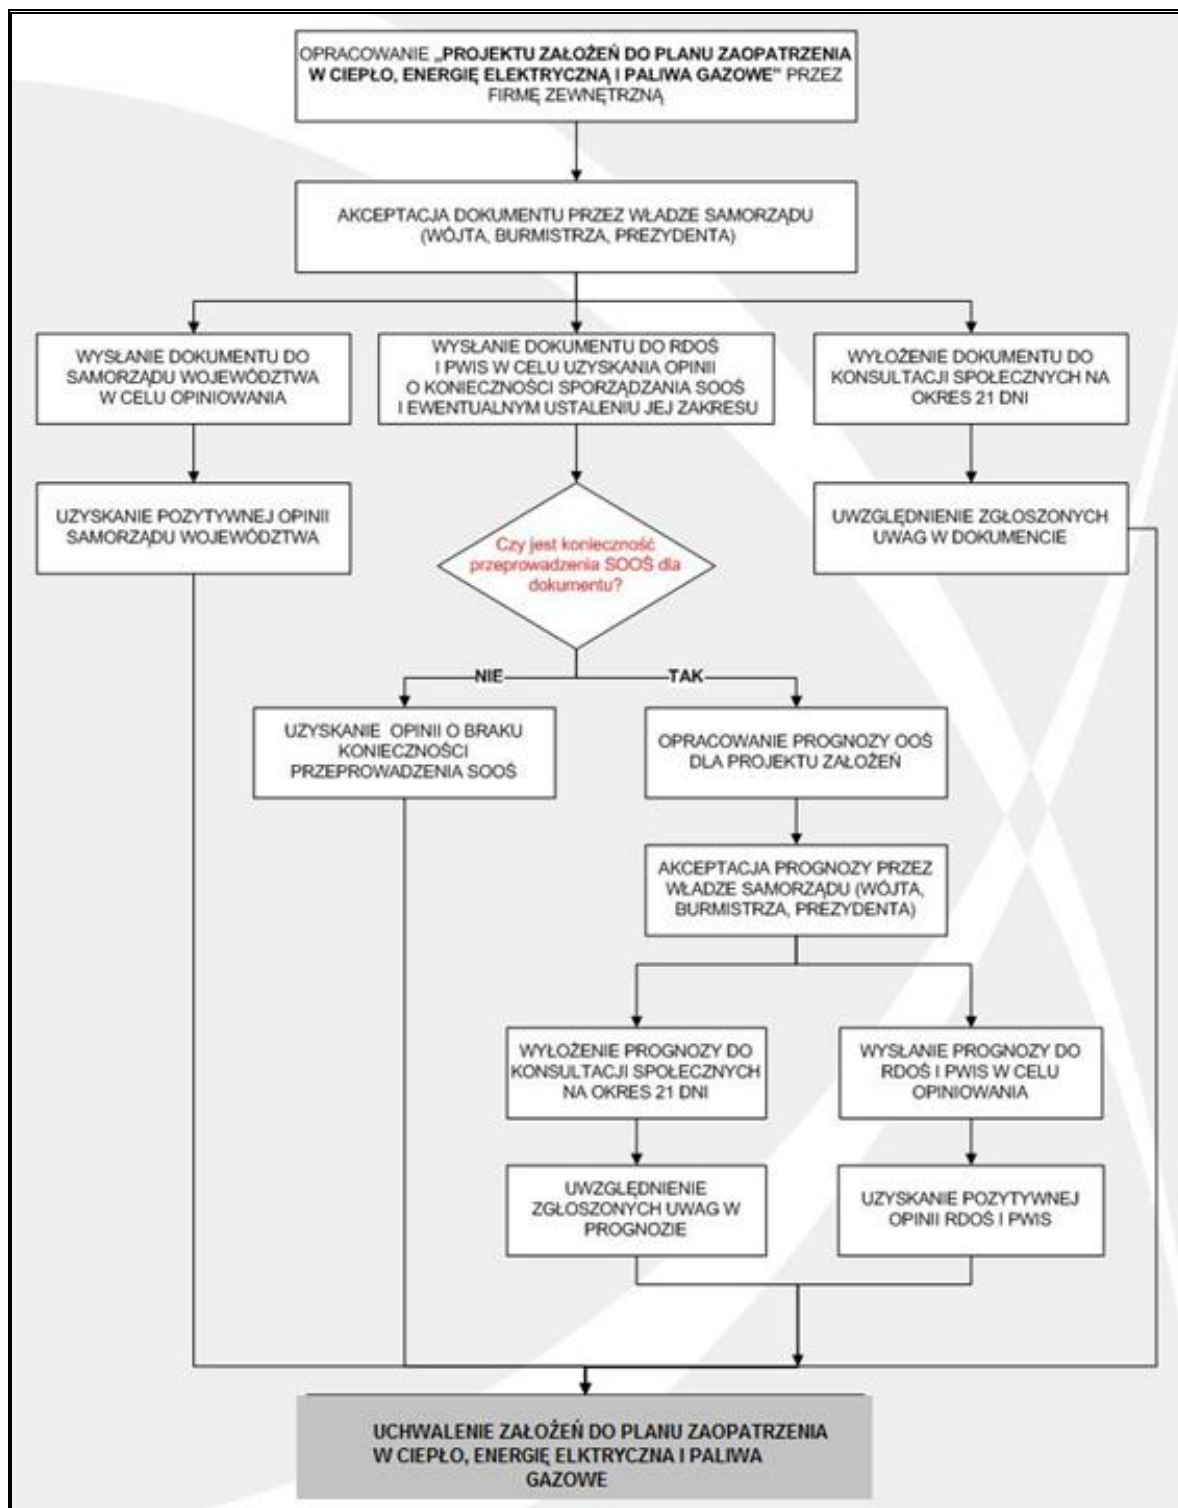 OPRACOWANIE „PROJEKTU ZAŁOŻEŃ DO PLANU ZAOPATRZENIA
W CIEPŁO, ENERGIĘ ELEKTRYCZNĄ I PALIWA GAZOWE" PRZEZ
FIRMĘ ZEWNĘTRZNĄ
AKCEPTACJA DOKUMENTU PRZEZ WŁADZE SAMORZĄDU
(WÓJTA, BURMISTRZA, PREZYDENTA)
WYSŁANIE DOKUMENTU DO
SAMORZĄDU WOJEWÓDZTWA
W CELU OPINIOWANIA
WYSŁANIE DOKUMENTU DO RDOŚ
I PWIS W CELU UZYSKANIA OPINII
O KONIECZNOŚCI SPORZĄDZANIA SOOŚ
I EWENTUALNYM USTALENIU JEJ ZAKRESU
WYŁOŻENIE DOKUMENTU DO
KONSULTACJI SPOŁECZNYCH NA
OKRES 21 DNI
UZYSKANIE POZYTYWNEJ OPINII
SAMORZĄDU WOJEWÓDZTWA
Czy jest konieczność
przeprowadzenia SOOŚ dla
dokumentu?
UWZGLĘDNIENIE ZGŁOSZONYCH
UWAG W DOKUMENCIE
NIE
TAK
UZYSKANIE OPINII O BRAKU
KONIECZNOŚCI
PRZEPROWADZENIA SOOŚ
OPRACOWANIE PROGNOZY OOŚ
DLA PROJEKTU ZAŁOŻEŃ
AKCEPTACJA PROGNOZY PRZEZ
WŁADZE SAMORZĄDU (WÓJTA,
BURMISTRZA, PREZYDENTA)
WYŁOŻENIE PROGNOZY DO
KONSULTACJI SPOŁECZNYCH
NA OKRES 21 DNI
WYSŁANIE PROGNOZY DO
RDOŚ I PWIS W CELU
OPINIOWANIA
UWZGLĘDNIENIE
ZGŁOSZONYCH UWAG W
PROGNOZIE
UZYSKANIE POZYTYWNEJ
OPINII RDOŚ I PWIS
UCHWALENIE ZAŁOŻEŃ DO PLANU ZAOPATRZENIA
W CIEPŁO, ENERGIĘ ELKTRYCZNA I PALIWA
GAZOWE